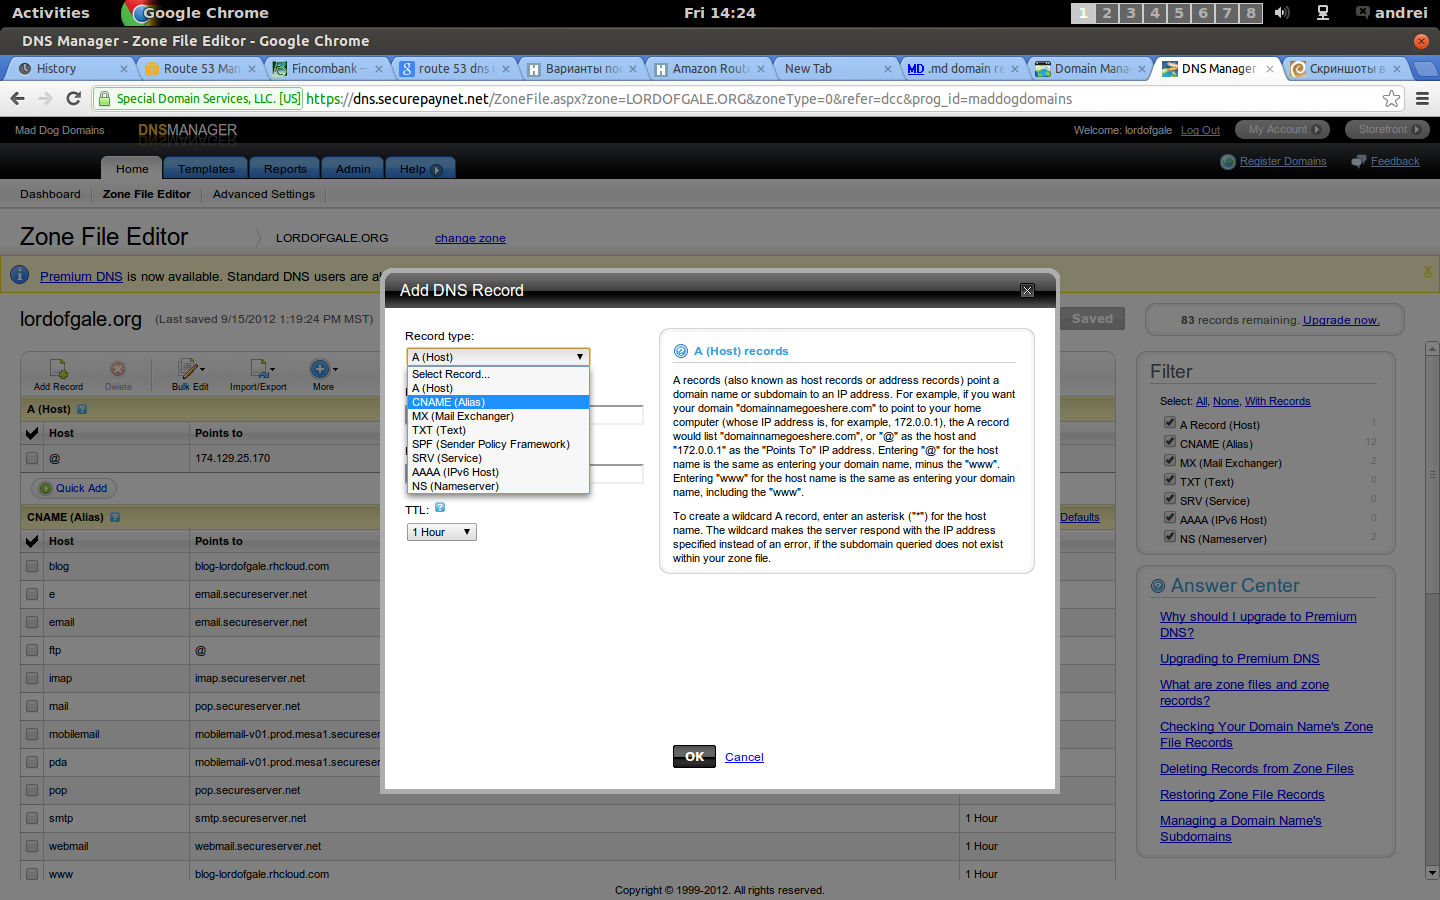 Activities
Google Chrome
Fri 14:24
1 2 3 4 5 6 7 8
andrei
DNS Manager - Zone File Editor - Google Chrome
History
Route 53 Man
Fincombank –
route 53 dns i
Варианты пос
Amazon Rout
New Tab
MD .md domain re
Domain Mana
DNS Manager
Скриншоты в
Special Domain Services, LLC. [US]
https://dns.securepaynet.net/ZoneFile.aspx?zone=LORDOFGALE.ORG&zoneType=0&refer=dcc&prog_id=maddogdomains
Mad Dog Domains
DNSMANAGER
Welcome: lordofgale
Log Out
My Account
Storefront
Home
Templates
Reports
Admin
Help
Register Domains
Feedback
Dashboard
Zone File Editor
Advanced Settings
Zone File Editor
LORDOFGALE.ORG
change zone
Premium DNS is now available. Standard DNS users are al
X
lordofgale.org
(Last saved 9/15/2012 1:19:24 PM MST)
Saved
83 records remaining. Upgrade now.
Add Record
Delete
Bulk Edit
Import/Export
More
A (Host)
Host
Points to
@
174.129.25.170
Quick Add
CNAME (Alias)
Defaults
Host
Points to
blog
blog-lordofgale.rhcloud.com
e
email.secureserver.net
email
email.secureserver.net
ftp
@
imap
imap.secureserver.net
mail
pop.secureserver.net
mobilemail
mobilemail-v01.prod.mesa1.secureser
pda
mobilemail-v01.prod.mesa1.secureser
pop
pop.secureserver.net
smtp
smtp.secureserver.net
1 Hour
webmail
webmail.secureserver.net
1 Hour
www
blog-lordofgale.rhcloud.com
1 Hour
Add DNS Record
Record type:
A (Host)
Select Record...
A (Host)
CNAME (Alias)
MX (Mail Exchanger)
TXT (Text)
SPF (Sender Policy Framework)
SRV (Service)
AAAA (IPv6 Host)
NS (Nameserver)
TTL:
1 Hour
A (Host) records
A records (also known as host records or address records) point a
domain name or subdomain to an IP address. For example, if you want
your domain "domainnamegoeshere.com" to point to your home
computer (whose IP address is, for example, 172.0.0.1), the A record
would list "domainnamegoeshere.com", or "@" as the host and
"172.0.0.1" as the "Points To" IP address. Entering "@" for the host
name is the same as entering your domain name, minus the "www".
Entering "www" for the host name is the same as entering your domain
name, including the "www".
To create a wildcard A record, enter an asterisk ("*") for the host
name. The wildcard makes the server respond with the IP address
specified instead of an error, if the subdomain queried does not exist
within your zone file.
OK
Cancel
Filter
Select: All, None, With Records
A Record (Host) 1
CNAME (Alias) 12
MX (Mail Exchanger) 2
TXT (Text) 0
SRV (Service) 0
AAAA (IPv6 Host) 0
NS (Nameserver) 2
Answer Center
Why should I upgrade to Premium
DNS?
Upgrading to Premium DNS
What are zone files and zone
records?
Checking Your Domain Name's Zone
File Records
Deleting Records from Zone Files
Restoring Zone File Records
Managing a Domain Name's
Subdomains
Copyright © 1999-2012. All rights reserved.